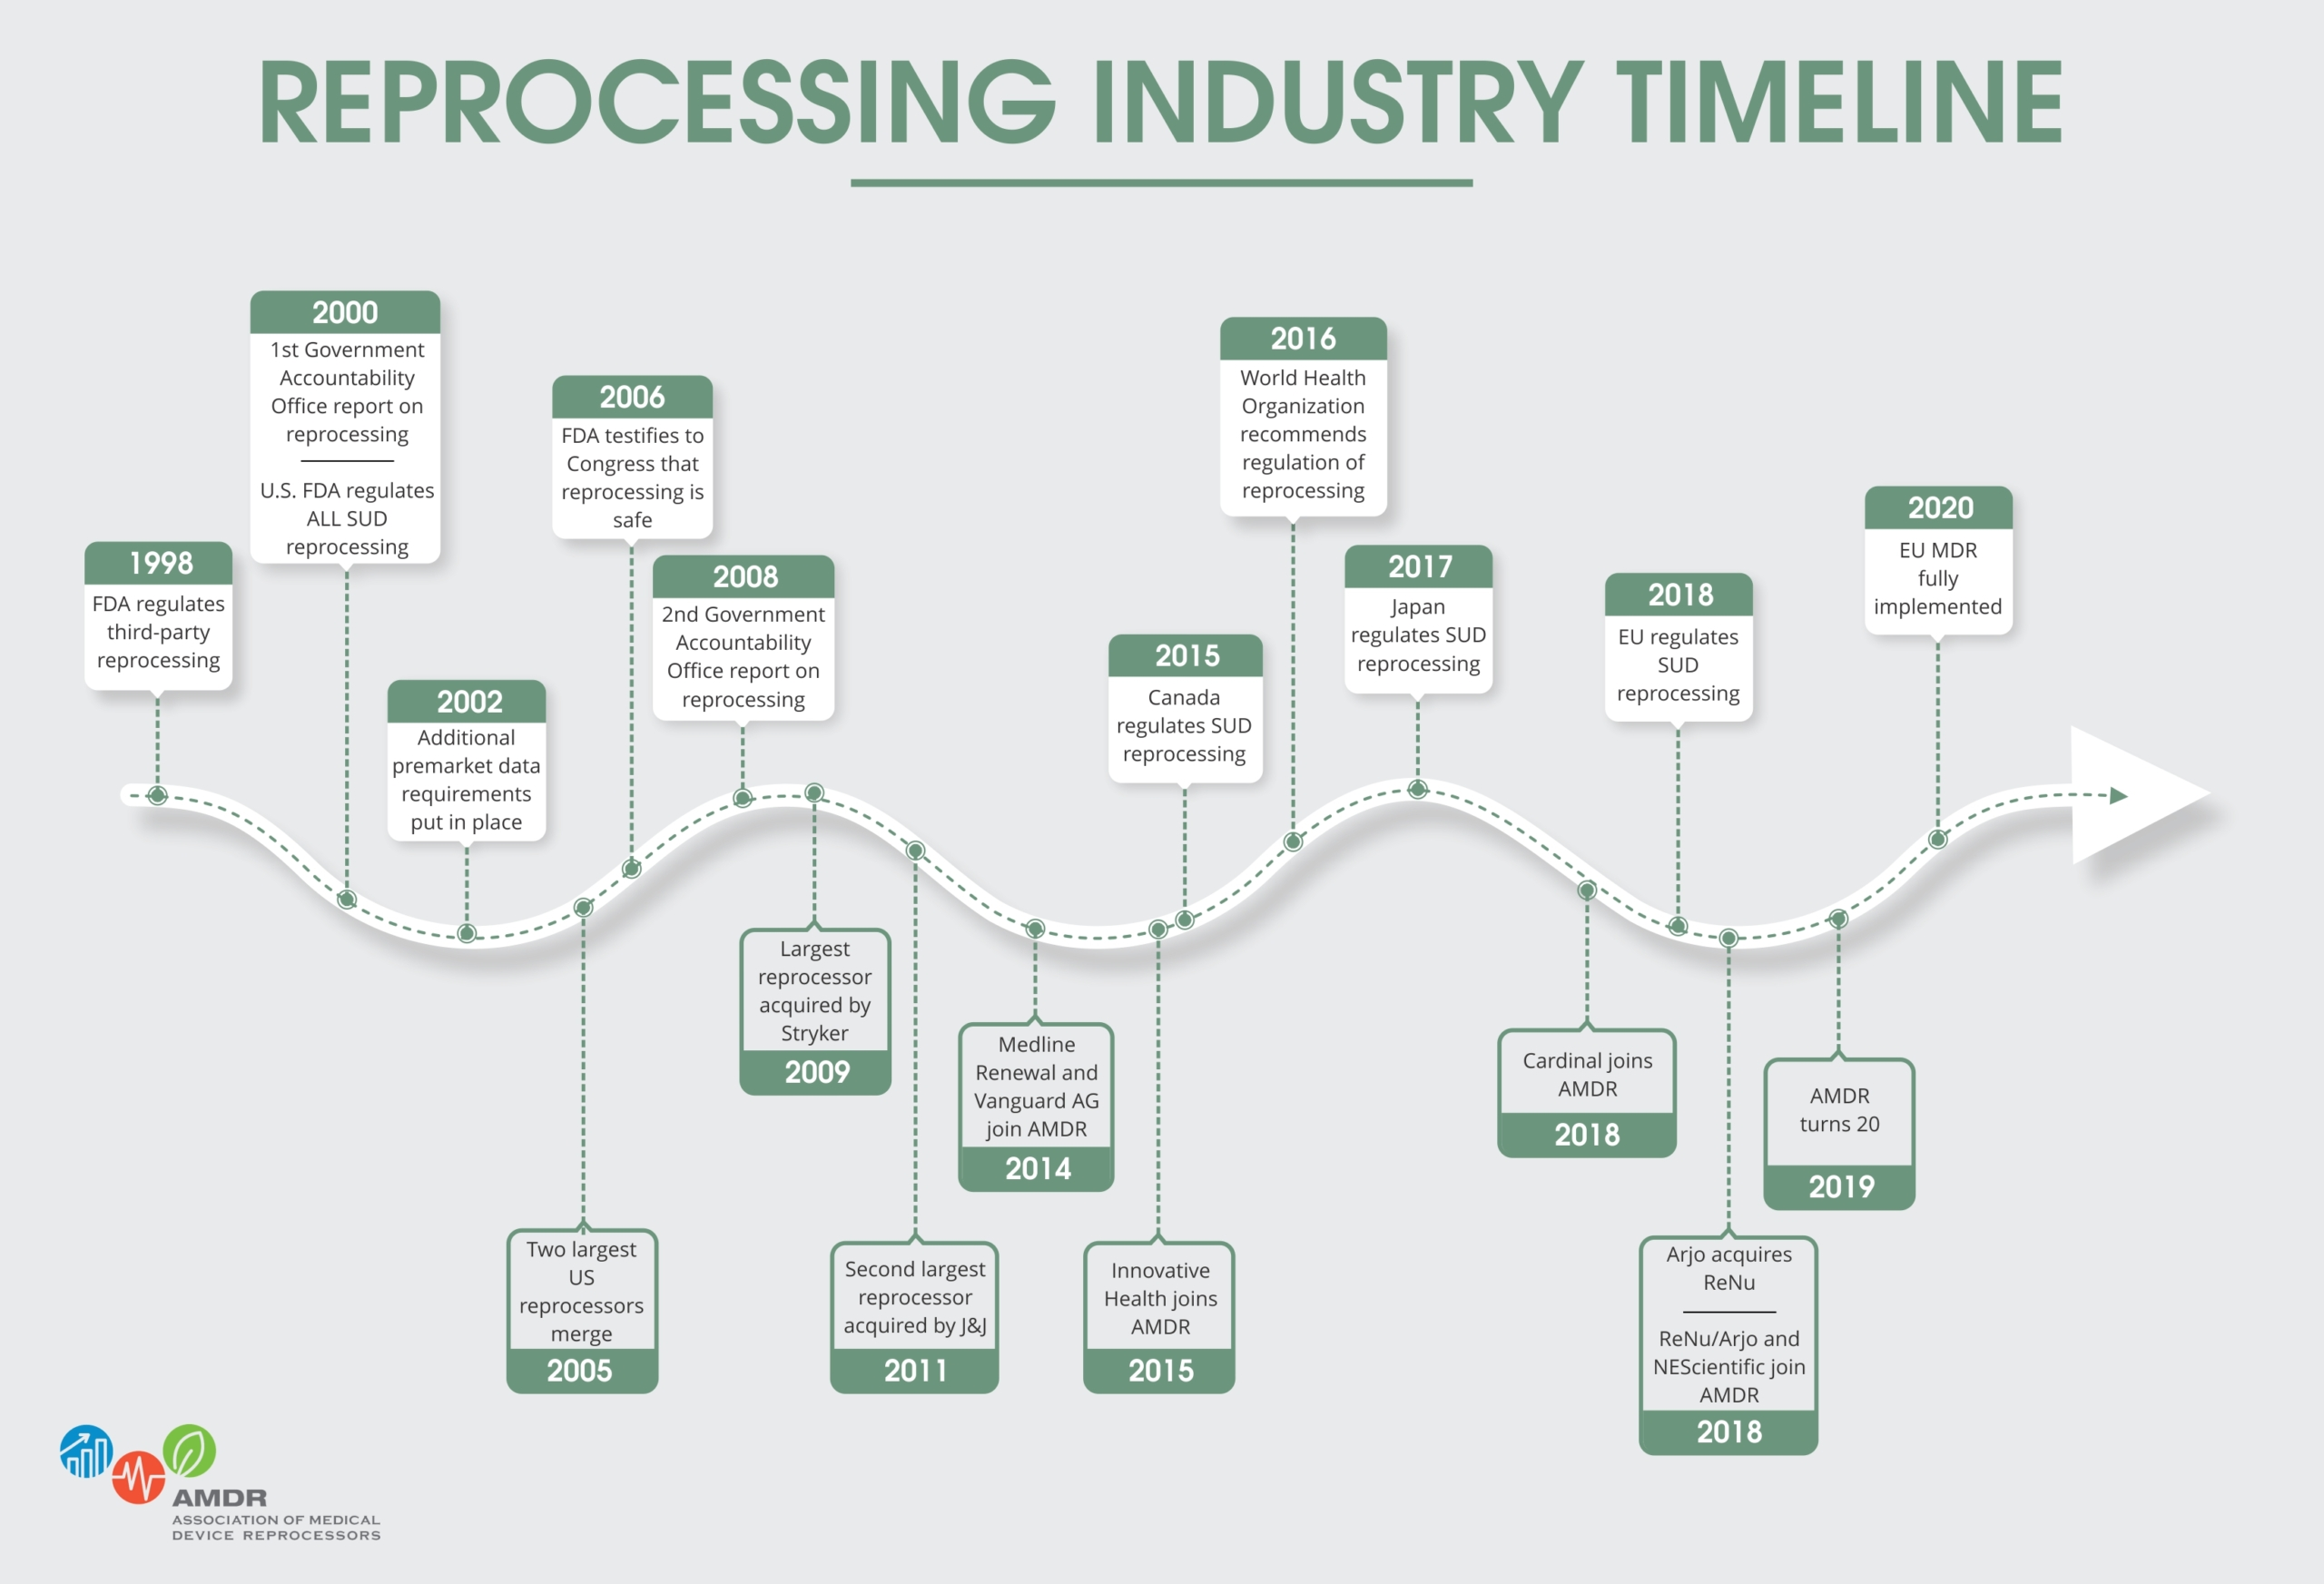 REPROCESSING INDUSTRY TIMELINE
1998
FDA regulates
third-party
reprocessing
2000
1st Government
Accountability
Office report on
reprocessing
U.S. FDA regulates
ALL SUD
reprocessing
2002
Additional
premarket data
requirements
put in place
Two largest
US
reprocessors
merge
2005
2006
FDA testifies to
Congress that
reprocessing is
safe
2008
2nd Government
Accountability
Office report on
reprocessing
Largest
reprocessor
acquired by
Stryker
2009
Second largest
reprocessor
acquired by J&J
2011
Medline
Renewal and
Vanguard AG
join AMDR
2014
Innovative
Health joins
AMDR
2015
2015
Canada
regulates SUD
reprocessing
2016
World Health
Organization
recommends
regulation of
reprocessing
2017
Japan
regulates SUD
reprocessing
Cardinal joins
AMDR
2018
2018
EU regulates
SUD
reprocessing
Arjo acquires
ReNu
ReNu/Arjo and
NEScientific join
AMDR
2018
AMDR
turns 20
2019
2020
EU MDR
fully
implemented
AMDR
ASSOCIATION OF MEDICAL
DEVICE REPROCESSORS